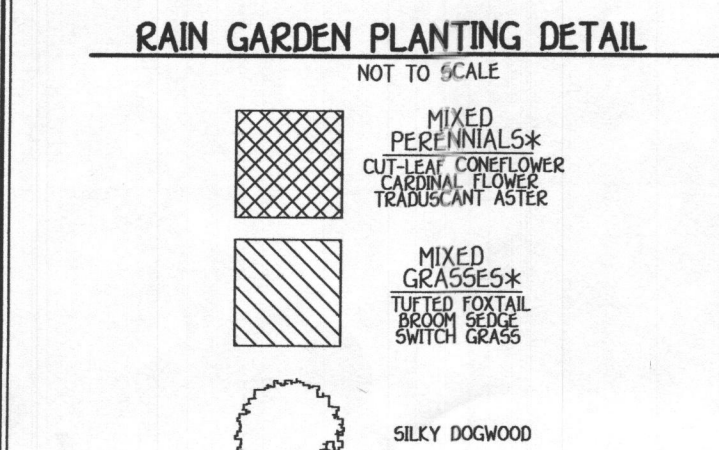 RAIN GARDEN PLANTING DETAIL
NOT TO SCALE
MIXED
PERENNIALS*
CUT-LEAF CONEFLOWER
CARDINAL FLOWER
TRADUSCANT ASTER
MIXED
GRASSES*
TUFTED FOXTAIL
BROOM SEDGE
SWITCH GRASS
SILKY DOGWOOD